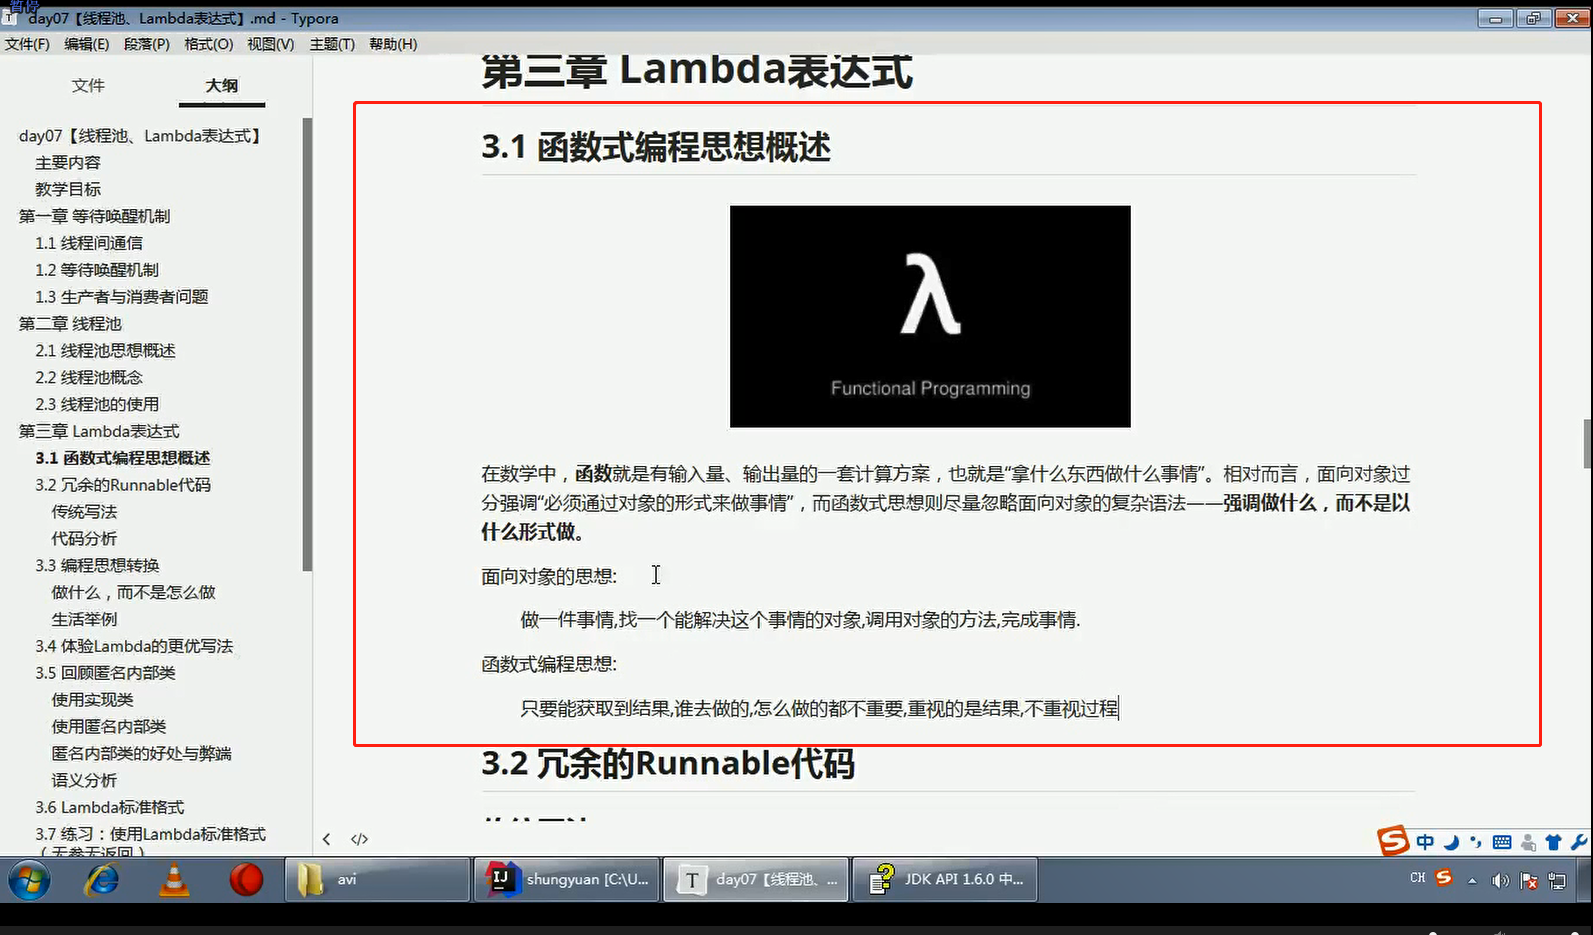 暂停
day07【线程池、Lambda表达式】.md - Typora
文件(F) 编辑(E) 段落(P) 格式(O) 视图(V) 主题(T) 帮助(H)
文件 大纲
day07【线程池、Lambda表达式】
主要内容
教学目标
第一章 等待唤醒机制
1.1 线程间通信
1.2 等待唤醒机制
1.3 生产者与消费者问题
第二章 线程池
2.1 线程池思想概述
2.2 线程池概念
2.3 线程池的使用
第三章 Lambda表达式
3.1 函数式编程思想概述
3.2 冗余的Runnable代码
传统写法
代码分析
3.3 编程思想转换
做什么，而不是怎么做
生活举例
3.4 体验Lambda的更优写法
3.5 回顾匿名内部类
使用实现类
使用匿名内部类
匿名内部类的好处与弊端
语义分析
3.6 Lambda标准格式
3.7 练习：使用Lambda标准格式
（无参无返回）
第三章 Lambda表达式
3.1 函数式编程思想概述
λ
Functional Programming
在数学中，函数就是有输入量、输出量的一套计算方案，也就是“拿什么东西做什么事情”。相对而言，面向对象过
分强调“必须通过对象的形式来做事情”，而函数式思想则尽量忽略面向对象的复杂语法——强调做什么，而不是以
什么形式做。
面向对象的思想:
做一件事情,找一个能解决这个事情的对象,调用对象的方法,完成事情.
函数式编程思想:
只要能获取到结果,谁去做的,怎么做的都不重要,重视的是结果,不重视过程
3.2 冗余的Runnable代码
</>
中
avi
shungyuan [C:\U...
day07【线程池、...
JDK API 1.6.0 中...
CH